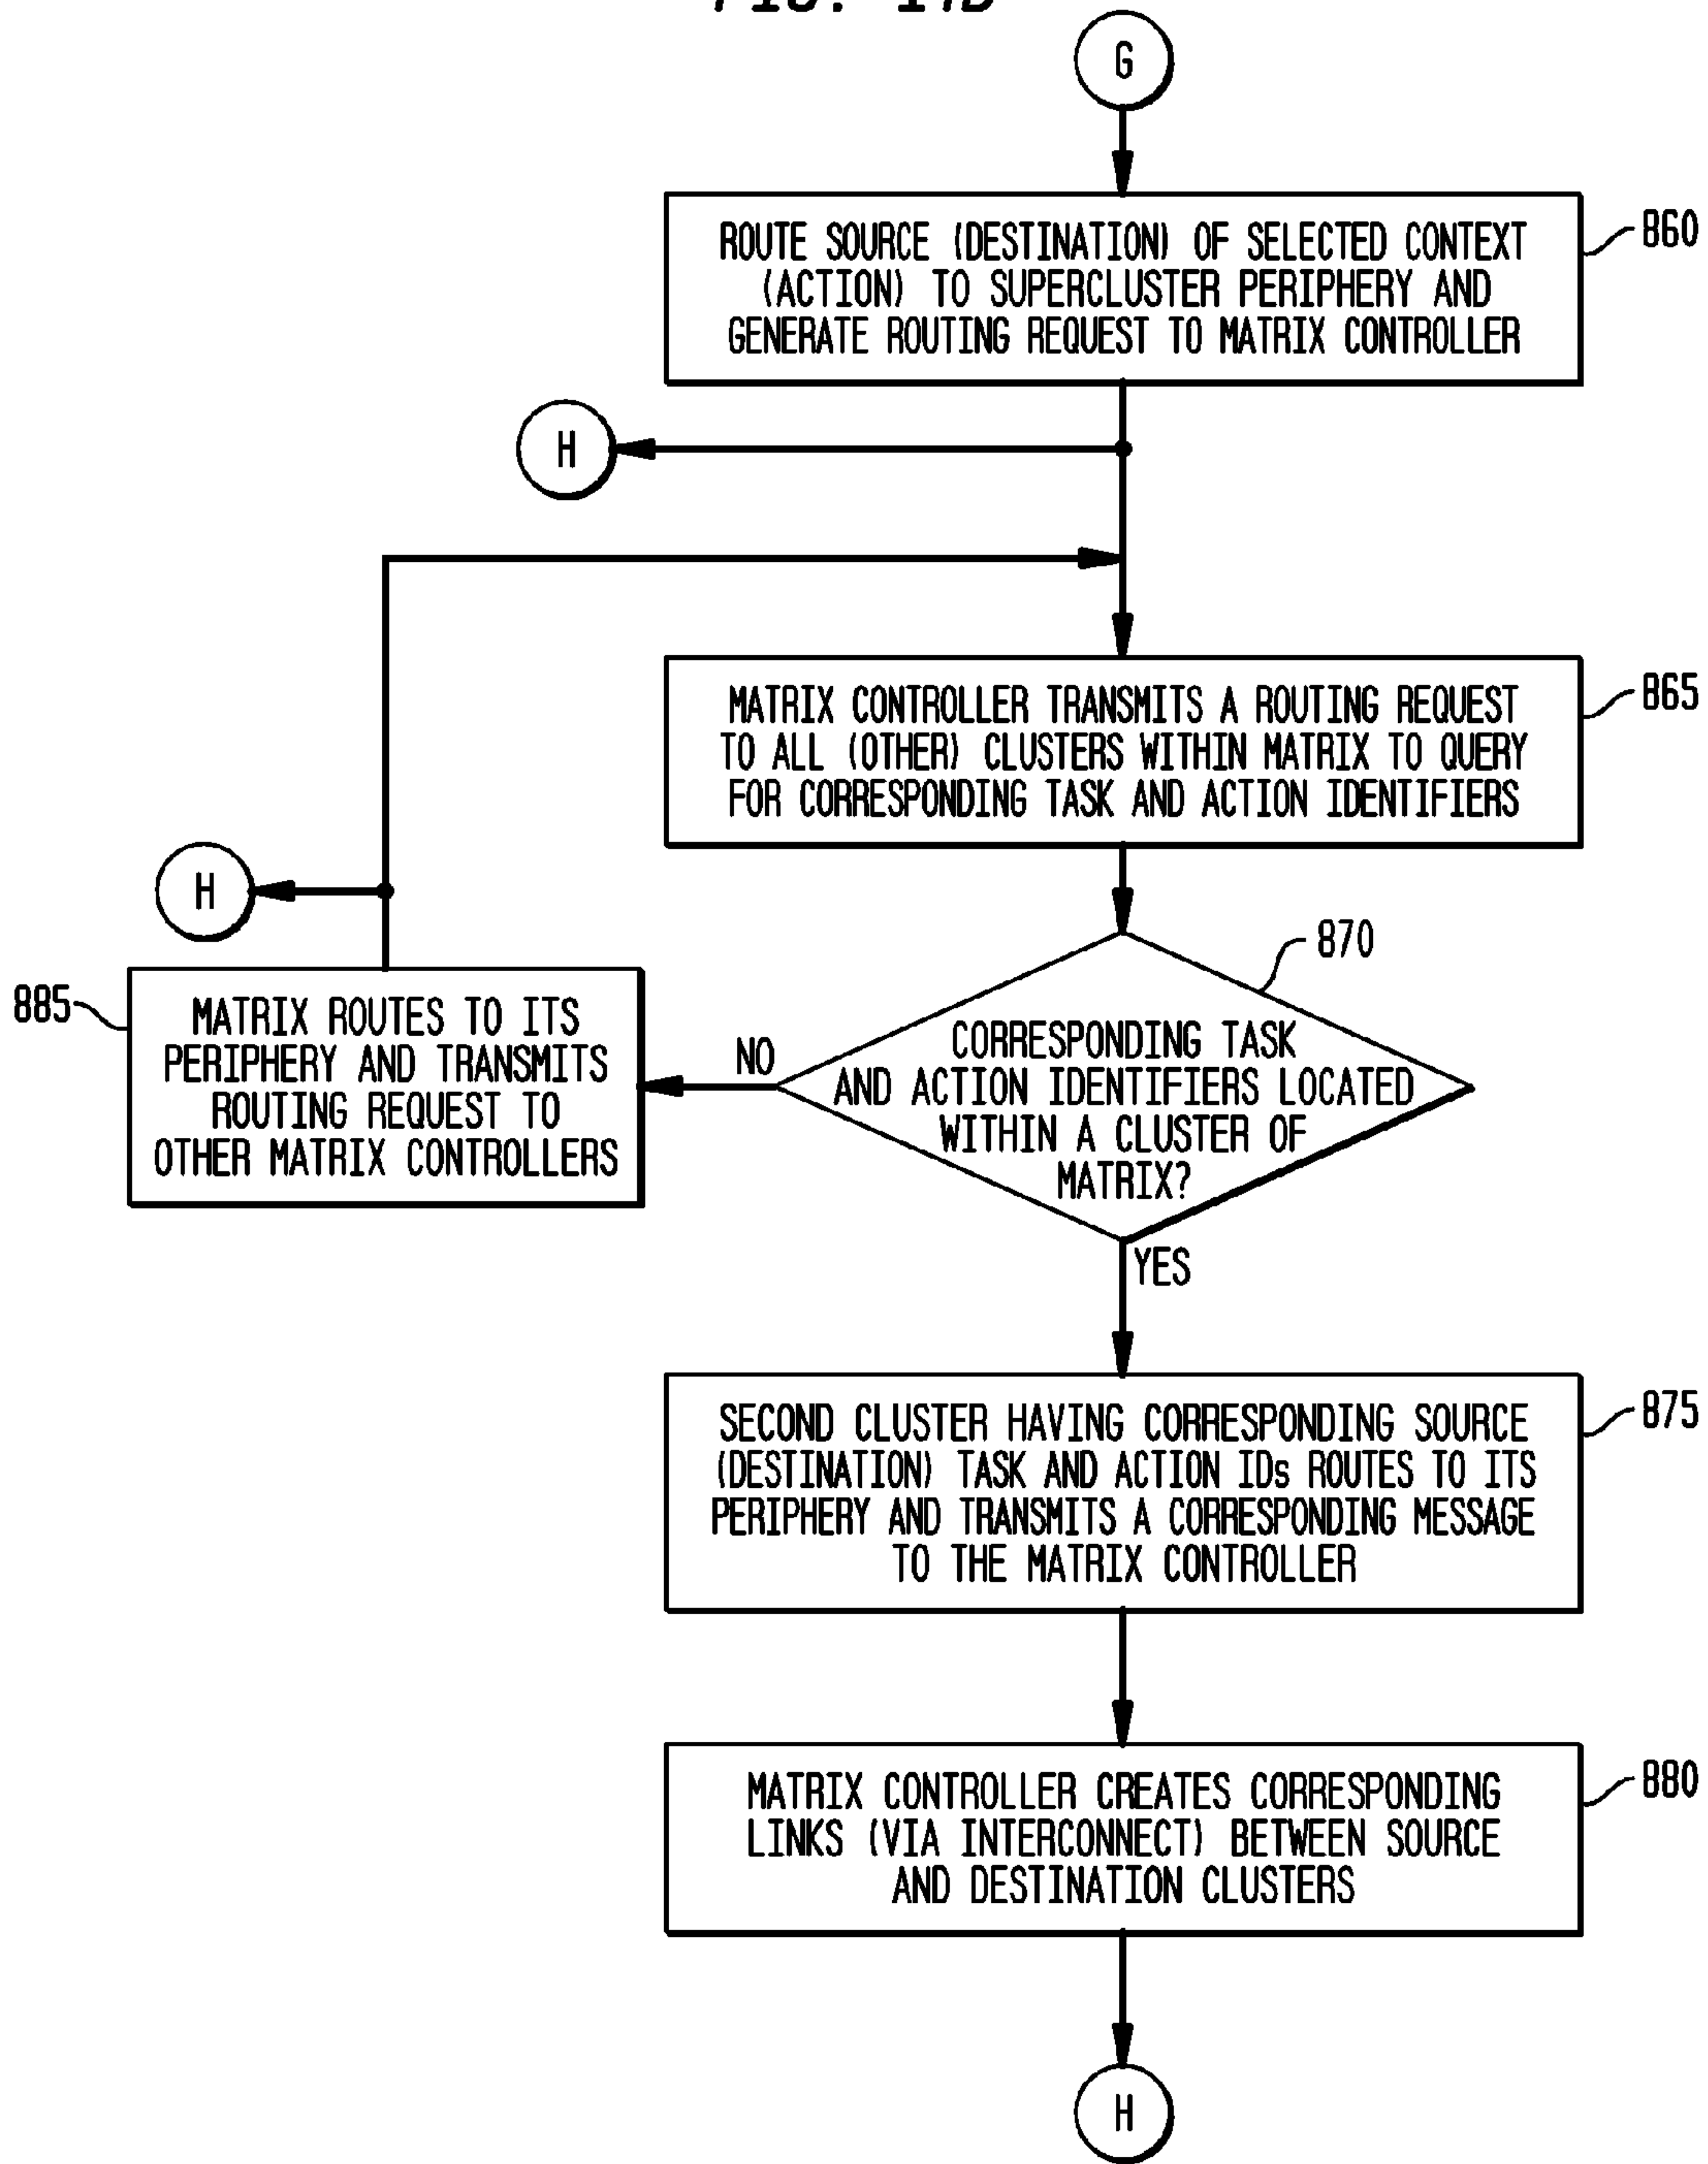 G
ROUTE SOURCE (DESTINATION) OF SELECTED CONTEXT
(ACTION) TO SUPERCLUSTER PERIPHERY AND
GENERATE ROUTING REQUEST TO MATRIX CONTROLLER
860
H
MATRIX CONTROLLER TRANSMITS A ROUTING REQUEST
TO ALL (OTHER) CLUSTERS WITHIN MATRIX TO QUERY
FOR CORRESPONDING TASK AND ACTION IDENTIFIERS
865
H
870
885
MATRIX ROUTES TO ITS
PERIPHERY AND TRANSMITS
ROUTING REQUEST TO
OTHER MATRIX CONTROLLERS
NO
CORRESPONDING TASK
AND ACTION IDENTIFIERS LOCATED
WITHIN A CLUSTER OF
MATRIX?
YES
SECOND CLUSTER HAVING CORRESPONDING SOURCE
(DESTINATION) TASK AND ACTION IDs ROUTES TO ITS
PERIPHERY AND TRANSMITS A CORRESPONDING MESSAGE
TO THE MATRIX CONTROLLER
875
MATRIX CONTROLLER CREATES CORRESPONDING
LINKS (VIA INTERCONNECT) BETWEEN SOURCE
AND DESTINATION CLUSTERS
880
H